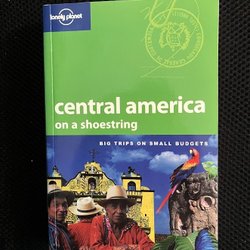 lonely planet
central america
on a shoestring
BIG TRIPS ON SMALL BUDGETS